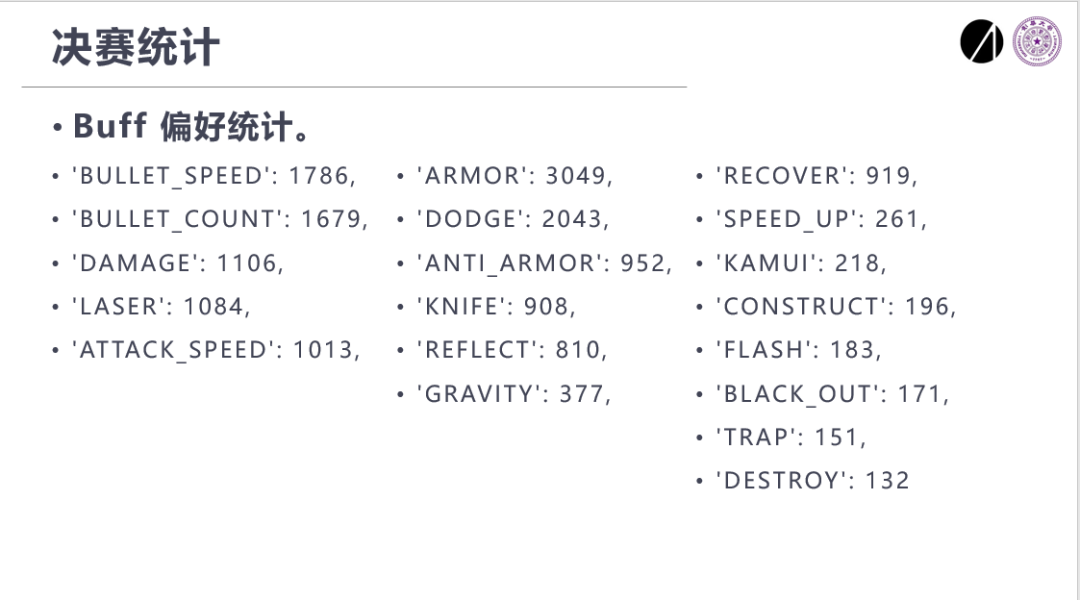 决赛统计
• Buff 偏好统计。
• 'BULLET_SPEED': 1786,
• 'BULLET_COUNT': 1679,
• 'DAMAGE': 1106,
• 'LASER': 1084,
• 'ATTACK_SPEED': 1013,
• 'ARMOR': 3049,
• 'DODGE': 2043,
• 'ANTI_ARMOR': 952,
• 'KNIFE': 908,
• 'REFLECT': 810,
• 'GRAVITY': 377,
• 'RECOVER': 919,
• 'SPEED_UP': 261,
• 'KAMUI': 218,
• 'CONSTRUCT': 196,
• 'FLASH': 183,
• 'BLACK_OUT': 171,
• 'TRAP': 151,
• 'DESTROY': 132